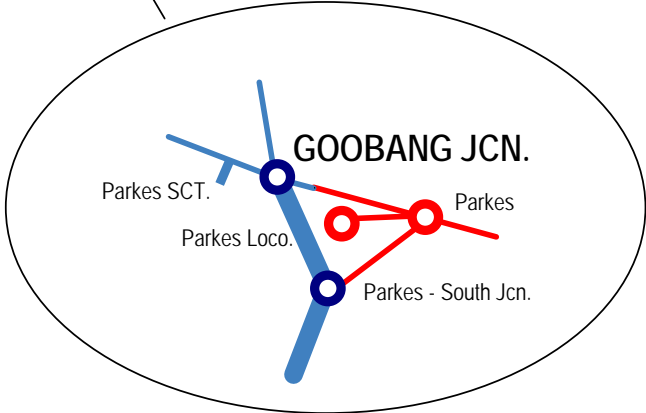 GOOBANG JCN.
Parkes SCT.
Parkes
Parkes Loco.
Parkes - South Jcn.